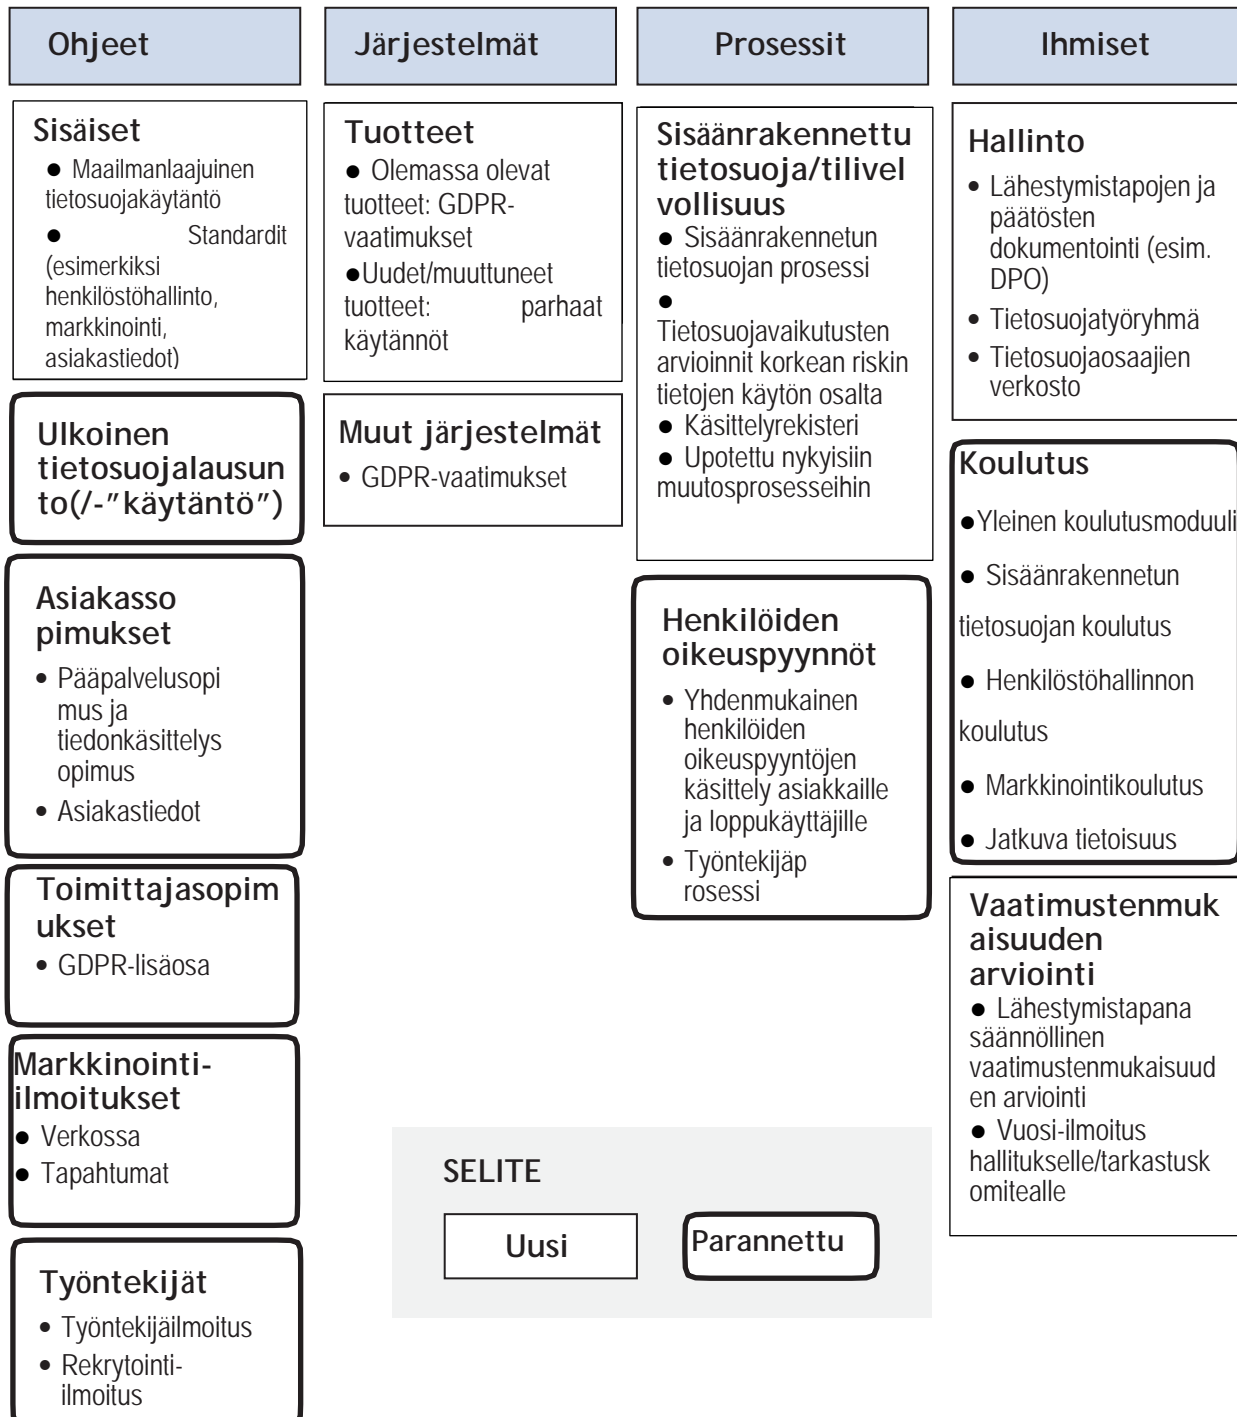 Ohjeet
Järjestelmät
Prosessit
Ihmiset
Sisäiset
● Maailmanlaajuinen
tietosuojakäytäntö
● Standardit
(esimerkiksi
henkilöstöhallinto,
markkinointi,
asiakastiedot)
Ulkoinen
tietosuojalausun
to(/-”käytäntö”)
Asiakasso
pimukset
• Pääpalvelusopi
mus ja
tiedonkäsittelys
opimus
• Asiakastiedot
Toimittajasopim
ukset
• GDPR-lisäosa
Markkinointi-
ilmoitukset
● Verkossa
● Tapahtumat
Työntekijät
• Työntekijäilmoitus
• Rekrytointi-
ilmoitus
Tuotteet
● Olemassa olevat
tuotteet: GDPR-
vaatimukset
●Uudet/muuttuneet
tuotteet: parhaat
käytännöt
Muut järjestelmät
• GDPR-vaatimukset
Sisäänrakennettu
tietosuoja/tilivel
vollisuus
● Sisäänrakennetun
tietosuojan prosessi
●
Tietosuojavaikutusten
arvioinnit korkean riskin
tietojen käytön osalta
● Käsittelyrekisteri
● Upotettu nykyisiin
muutosprosesseihin
Henkilöiden
oikeuspyynnöt
• Yhdenmukainen
henkilöiden
oikeuspyyntöjen
käsittely asiakkaille
ja loppukäyttäjille
• Työntekijäp
rosessi
Hallinto
• Lähestymistapojen ja
päätösten
dokumentointi (esim.
DPO)
• Tietosuojatyöryhmä
• Tietosuojaosaajien
verkosto
Koulutus
●Yleinen koulutusmoduuli
● Sisäänrakennetun
tietosuojan koulutus
● Henkilöstöhallinnon
koulutus
● Markkinointikoulutus
● Jatkuva tietoisuus
Vaatimustenmuk
aisuuden
arviointi
● Lähestymistapana
säännöllinen
vaatimustenmukaisuud
en arviointi
● Vuosi-ilmoitus
hallitukselle/tarkastusk
omitealle
SELITE
Uusi
Parannettu